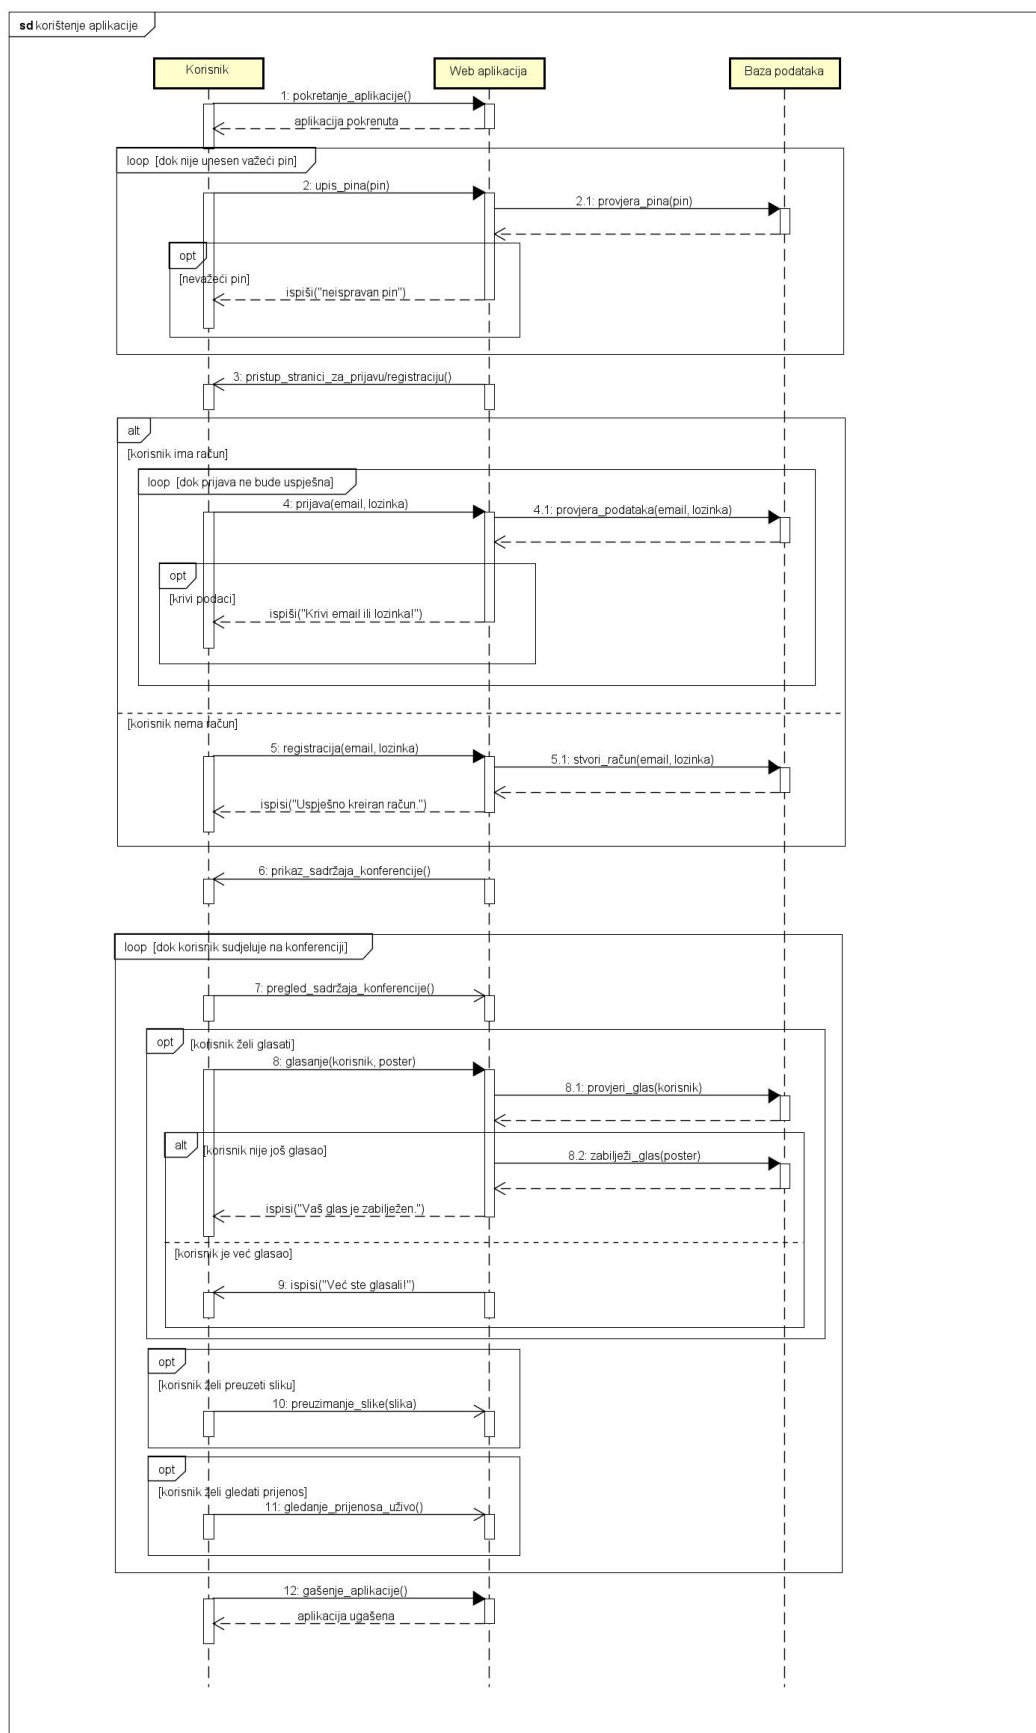 sd korištenje aplikacije
Korisnik
Web aplikacija
Baza podataka
1: pokretanje_aplikacije()
aplikacija pokrenuta
loop [dok nije unesen važeći pin]
2: upis_pina(pin)
2.1: provjera_pina(pin)
opt
[nevažeći pin]
ispiši("neispravan pin")
3: pristup_stranici_za_prijavu/registraciju()
alt
[korisnik ima račun]
loop [dok prijava ne bude uspješna]
4: prijava(email, lozinka)
4.1: provjera_podataka(email, lozinka)
opt
[krivi podaci]
ispiši("Krivi email ili lozinka!")
[korisnik nema račun]
5: registracija(email, lozinka)
5.1: stvori_račun(email, lozinka)
ispisi("Uspješno kreiran račun.")
6: prikaz_sadržaja_konferencije()
loop [dok korisnik sudjeluje na konferenciji]
7: pregled_sadržaja_konferencije()
opt [korisnik želi glasati]
8: glasanje(korisnik, poster)
8.1: provjeri_glas(korisnik)
alt [korisnik nije još glasao]
8.2: zabilježi_glas(poster)
ispisi("Vaš glas je zabilježen.")
[korisnik je već glasao]
9: ispisi("Već ste glasali!")
opt
[korisnik želi preuzeti sliku]
10: preuzimanje_slike(slika)
opt
[korisnik želi gledati prijenos]
11: gledanje_prijenosa_uživo()
12: gašenje_aplikacije()
aplikacija ugašena